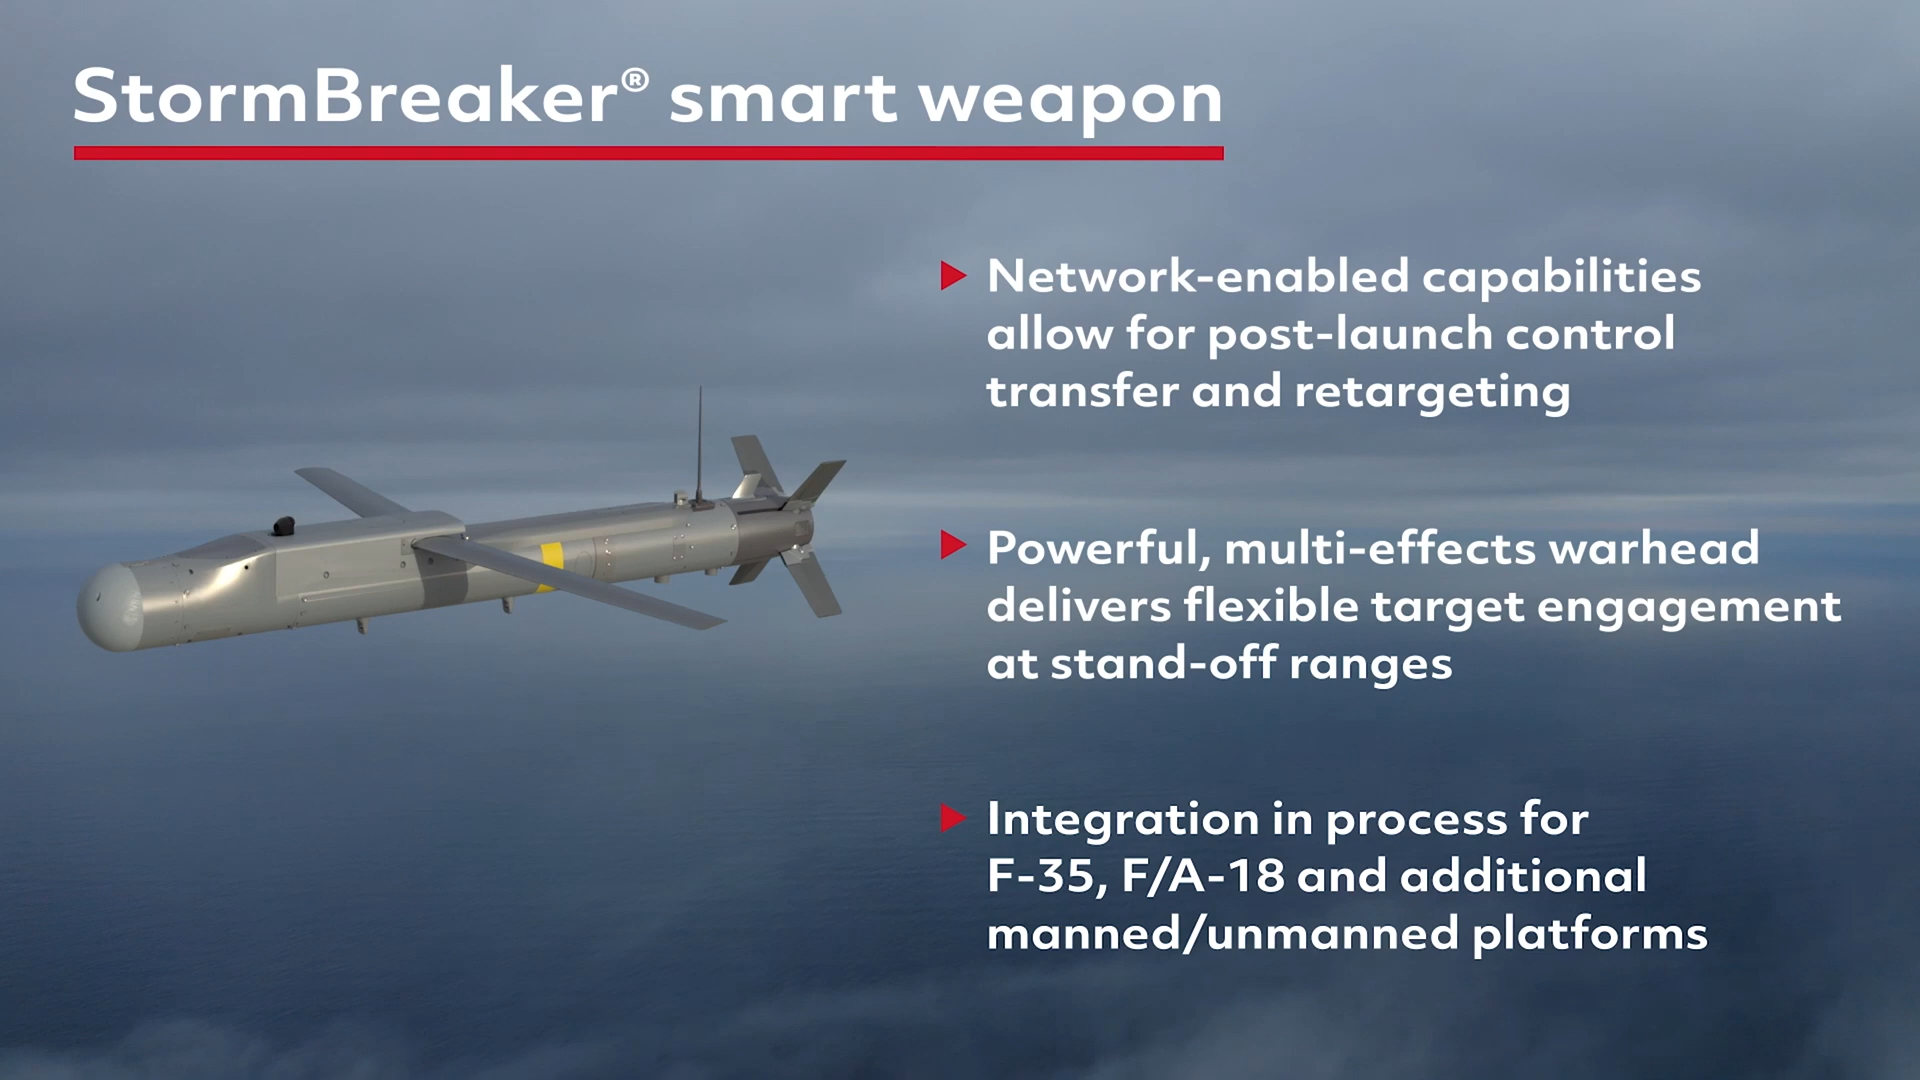 StormBreaker® smart weapon
Network-enabled capabilities
allow for post-launch control
transfer and retargeting
Powerful, multi-effects warhead
delivers flexible target engagement
at stand-off ranges
Integration in process for
F-35, F/A-18 and additional
manned/unmanned platforms